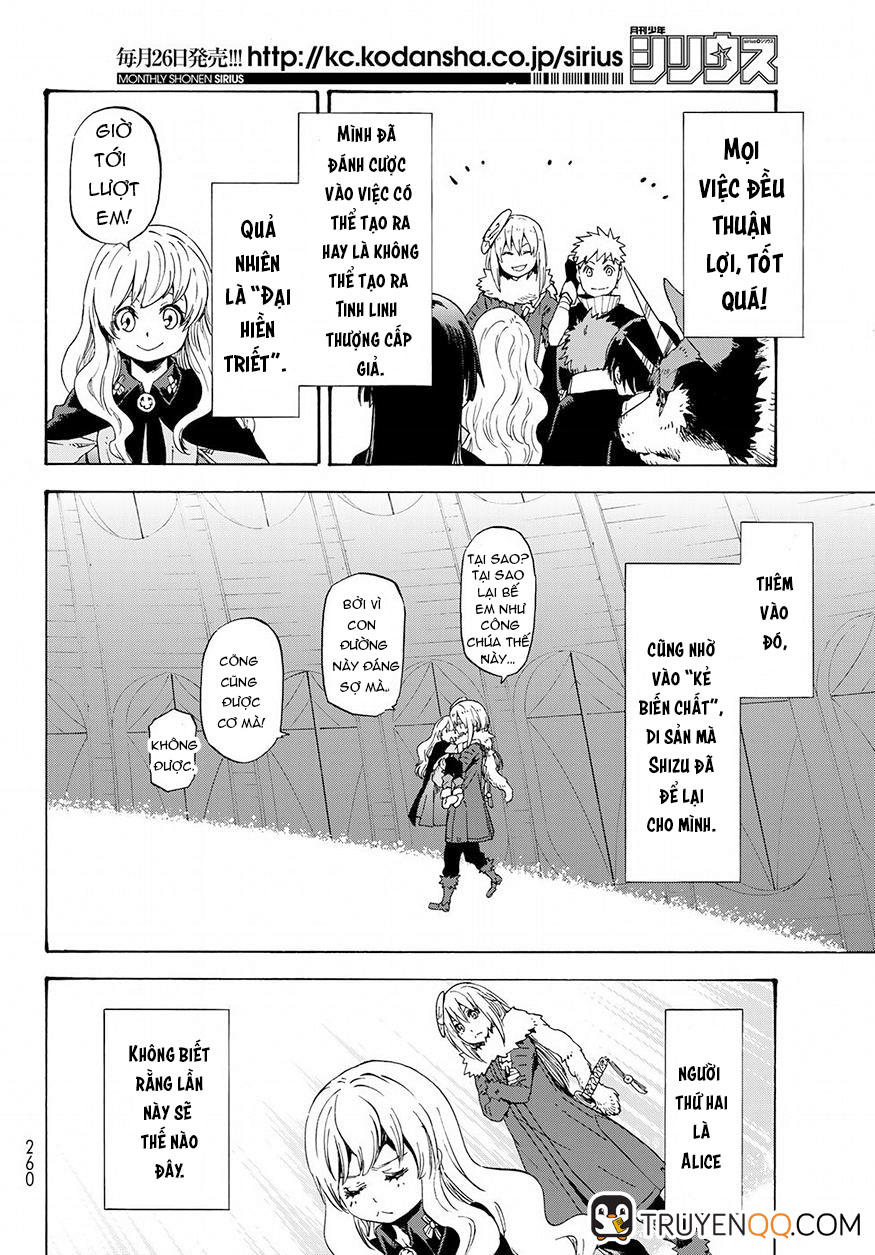 毎月26日発売!!! http://kc.kodansha.co.jp/sirius
MONTHLY SHONEN SIRIUS
月刊少年
シリウス
MỌI
VIỆC ĐỀU
THUẬN
LỢI, TỐT
QUÁ!
MÌNH ĐÃ
ĐÁNH CƯỢC
VÀO VIỆC CÓ
THỂ TẠO RA
HAY LÀ KHÔNG
THỂ TẠO RA
TINH LINH
THƯỢNG CẤP
GIẢ.
QUẢ
NHIÊN
LÀ “ĐẠI
HIỀN
TRIẾT”.
GIỜ
TỚI
LƯỢT
EM!
THÊM
VÀO
ĐÓ,
CŨNG NHỜ
VÀO “KẺ
BIẾN CHẤT”,
DI SẢN MÀ
SHIZU ĐÃ
ĐỂ LẠI
CHO MÌNH.
TẠI SAO?
TẠI SAO
LẠI BẾ
EM NHƯ
CÔNG
CHÚA THẾ
NÀY...
BỞI VÌ
CON
ĐƯỜNG
NÀY ĐÁNG
SỢ MÀ..
CÔNG
CŨNG
ĐƯỢC
CƠ MÀ!
KHÔNG
ĐƯỢC!
NGƯỜI
THỨ HAI
LÀ
ALICE
KHÔNG BIẾT
RẰNG LẦN
NÀY SẼ
THẾ NÀO
ĐÂY.
260
TRUYENQQ.COM